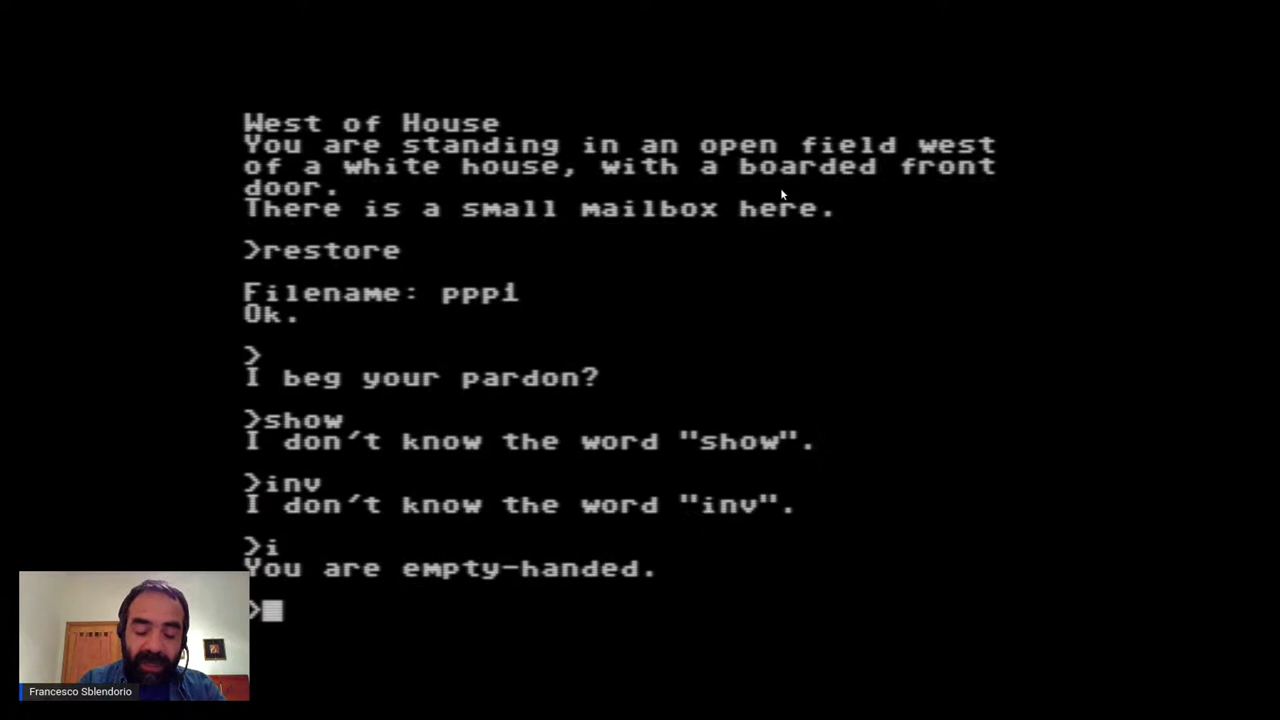 West of House
You are standing in an open field west
of a white house, with a boarded front
door.
There is a small mailbox here.
>restore
Filename: pppi
Ok.
>
I beg your pardon?
>show
I don't know the word "show".
>inv
I don't know the word "inv".
>i
You are empty-handed.
>
Francesco Sblendorio